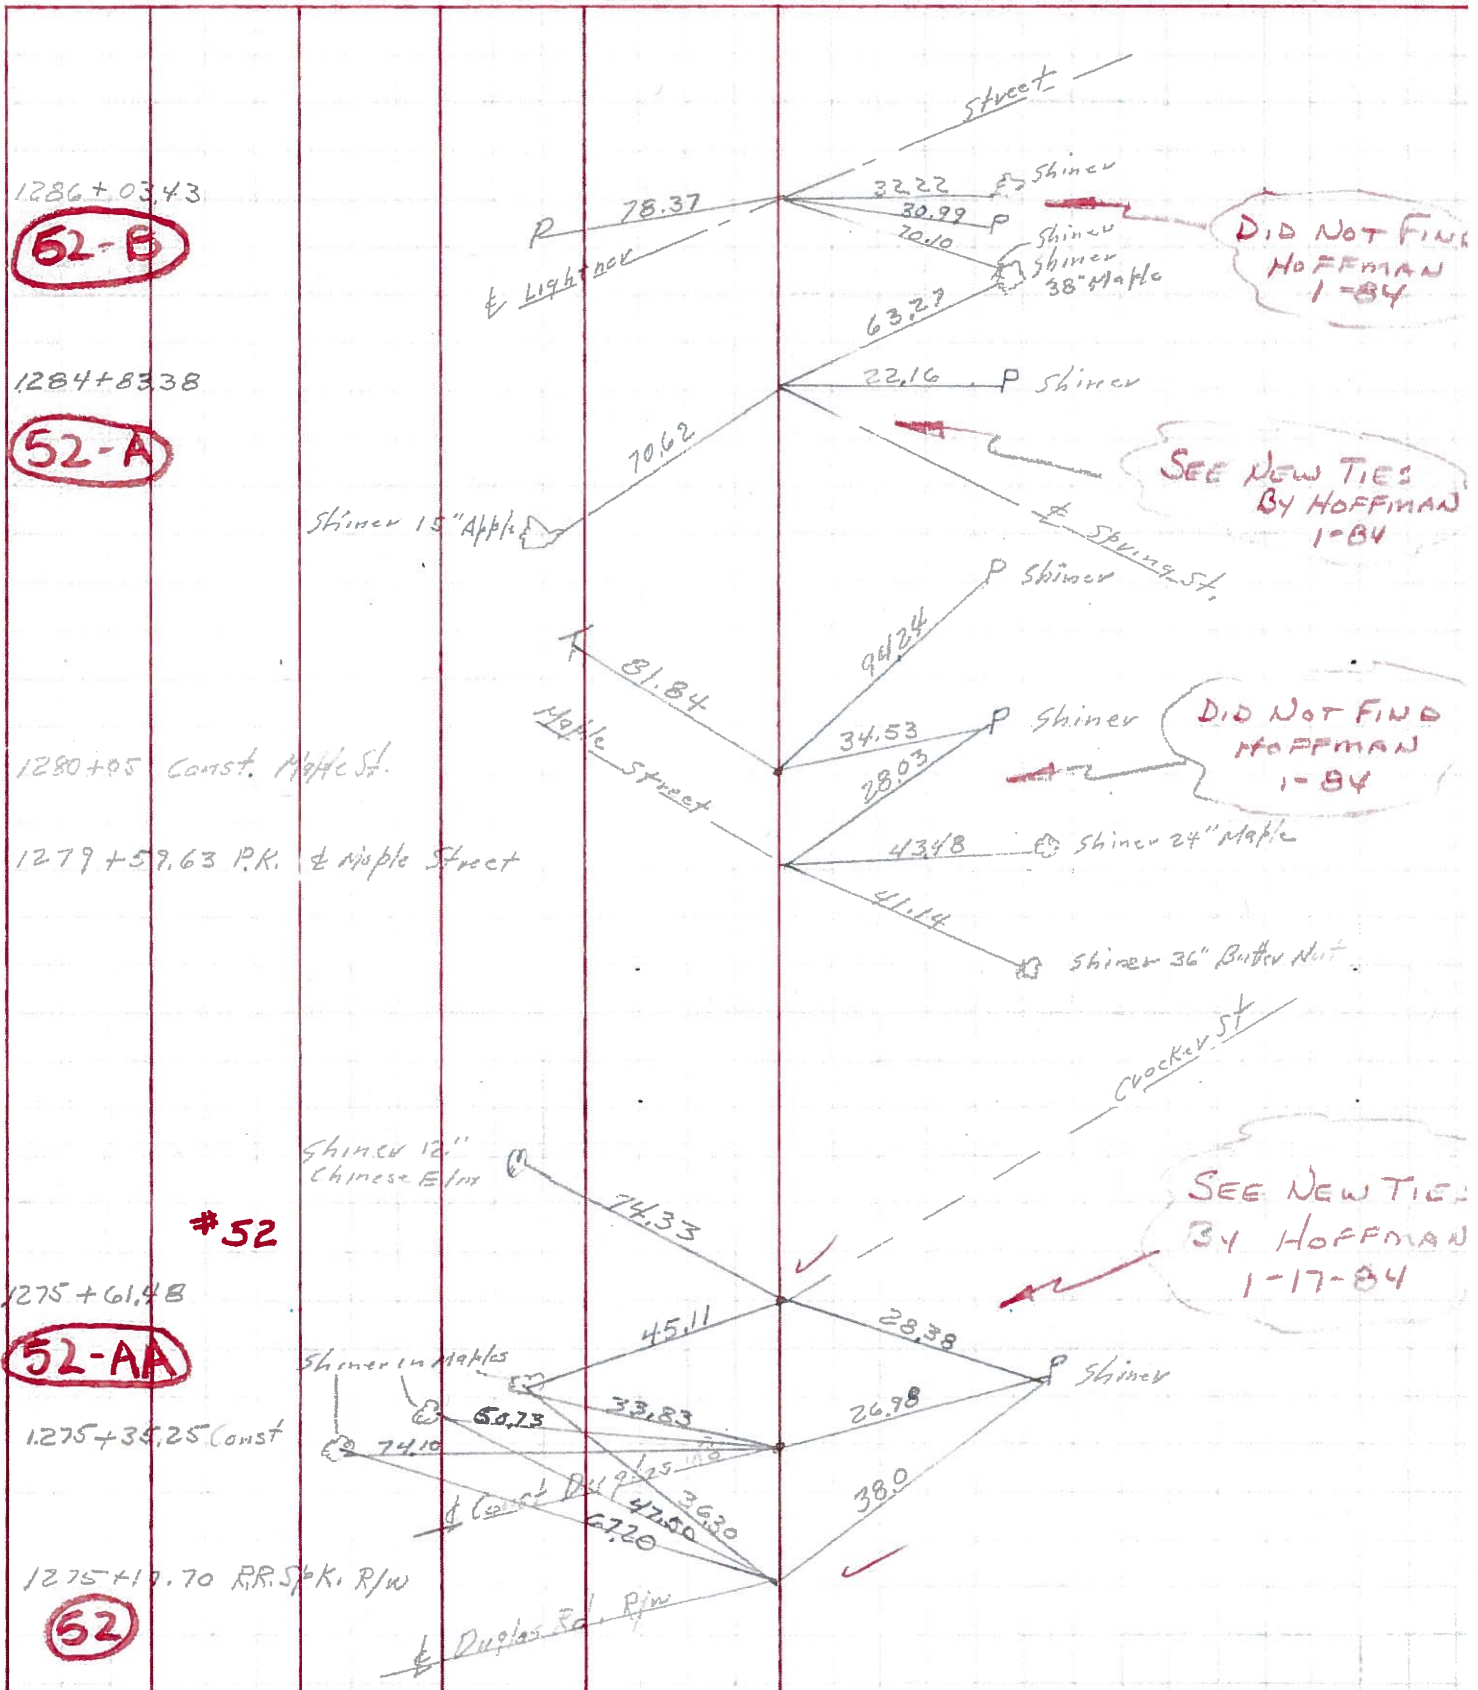 Street
1286+03.43
52-B
78.37
32.22
Shiner
30.99
P
70.10
Shiner
Shiner
38" Maple
P
℄ Lightner
63.27
DID NOT FIND
HOFFMAN
1-84
1284+83.38
52-A
22.16
P Shiner
70.62
SEE NEW TIES
BY HOFFMAN
1-84
Shiner 15" Apple
℄ Spring St.
P Shiner
94.24
81.84
Maple Street
34.53
P Shiner
28.03
DID NOT FIND
HOFFMAN
1-84
1280+05 Const. Maple St.
1279+59.63 P.K. ℄ Maple Street
43.48
Shiner 24" Maple
41.14
Shiner 36" Butter Nut
Crocker St
Shiner 12"
Chinese Elm
74.33
#52
SEE NEW TIES
BY HOFFMAN
1-17-84
1275+61.48
52-AA
45.11
28.38
Shiner in Maples
P Shiner
50.73
33.83
26.98
1275+35.25 Const
74.10
℄ Const
36.30
47.50
67.20
38.0
R.R. Spk. R/W
52
℄ Duglas Rd. R/W